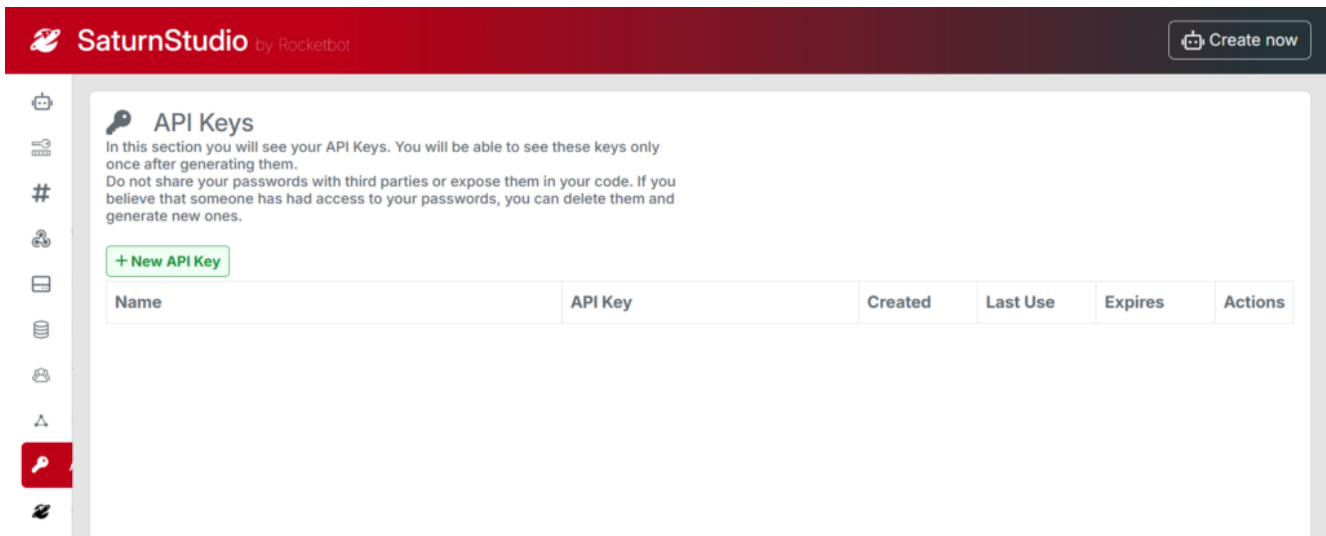 SaturnStudio by Rocketbot
Create now
API Keys
In this section you will see your API Keys. You will be able to see these keys only
once after generating them.
Do not share your passwords with third parties or expose them in your code. If you
believe that someone has had access to your passwords, you can delete them and
generate new ones.
+ New API Key
Name API Key Created Last Use Expires Actions